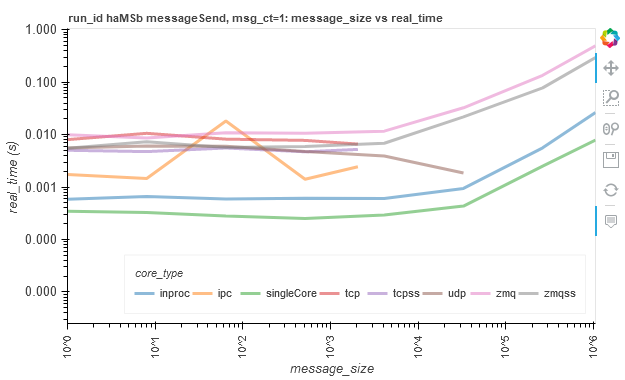 run_id haMSb messageSend, msg_ct=1: message_size vs real_time
1.000
0.100
0.010
0.001
0.000
0.000
real_time (s)
core_type
inproc ipc singleCore tcp tcpss udp zmq zmqss
10^0 10^1 10^2 10^3 10^4 10^5 10^6
message_size